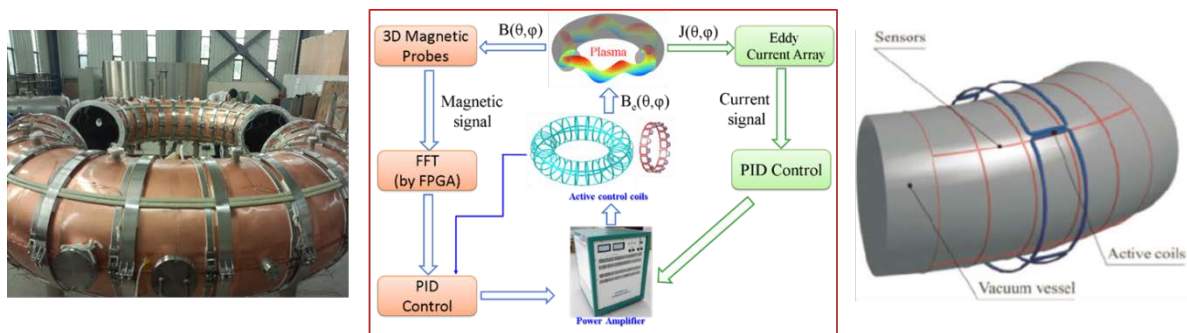 B(θ,φ)
J(θ,φ)
3D Magnetic
Probes
Plasma
Eddy
Current Array
Magnetic
signal
B_c(θ,φ)
Current
signal
FFT
(by FPGA)
Active control coils
PID Control
PID
Control
Power Amplifier
Sensors
Active coils
Vacuum vessel